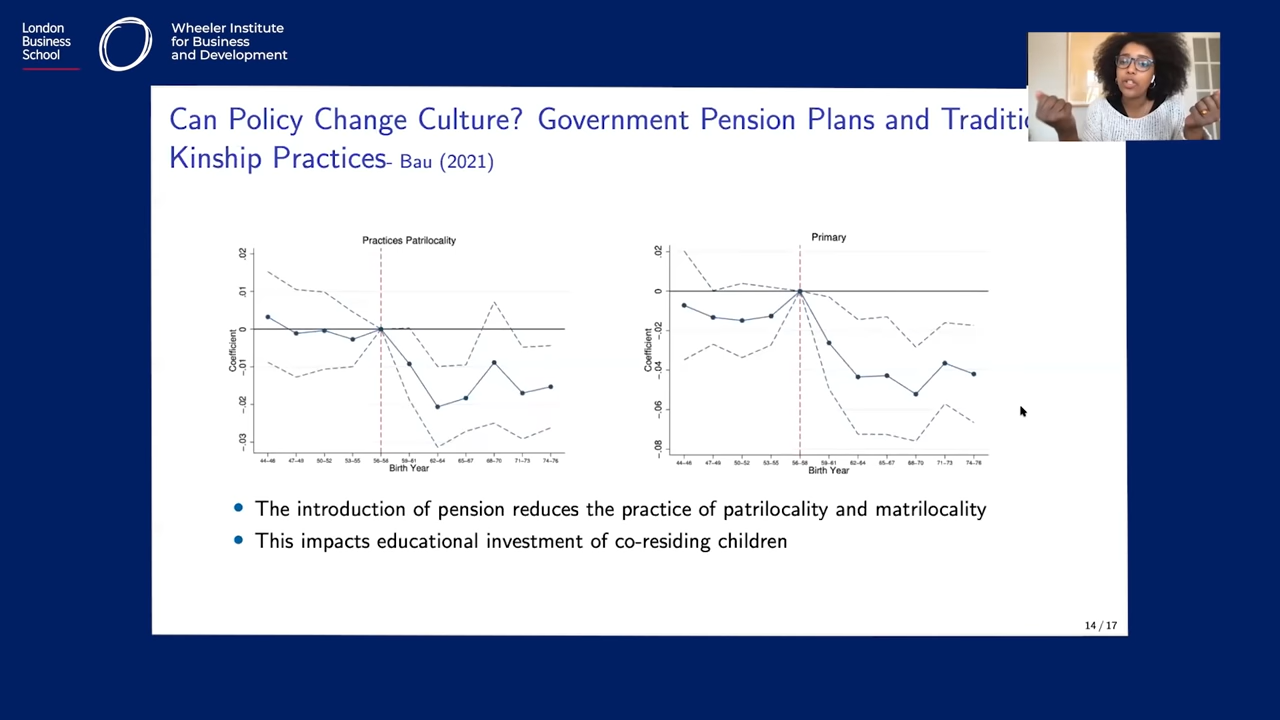 London
Business
School
Wheeler Institute
for Business
and Development
Can Policy Change Culture? Government Pension Plans and Traditio
Kinship Practices- Bau (2021)
Practices Patrilocality
.02
.01
0
-.01
-.02
-.03
Coefficient
44-46 47-49 50-52 53-55 56-58 59-61 62-64 65-67 68-70 71-73 74-76
Birth Year
Primary
.02
0
-.02
-.04
-.06
-.08
Coefficient
44-46 47-49 50-52 53-55 56-58 59-61 62-64 65-67 68-70 71-73 74-76
Birth Year
• The introduction of pension reduces the practice of patrilocality and matrilocality
• This impacts educational investment of co-residing children
14 / 17